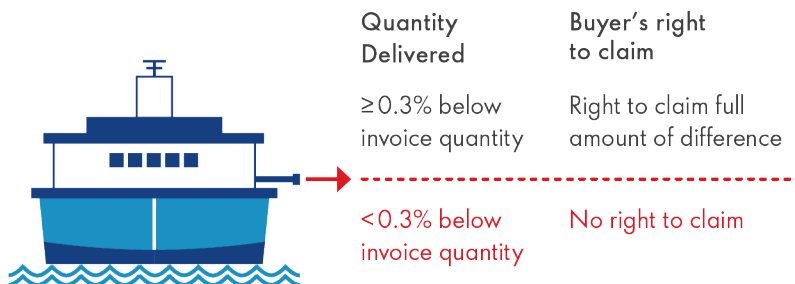 Quantity
Delivered
Buyer’s right
to claim
≥0.3% below
invoice quantity
Right to claim full
amount of difference
<0.3% below
invoice quantity
No right to claim